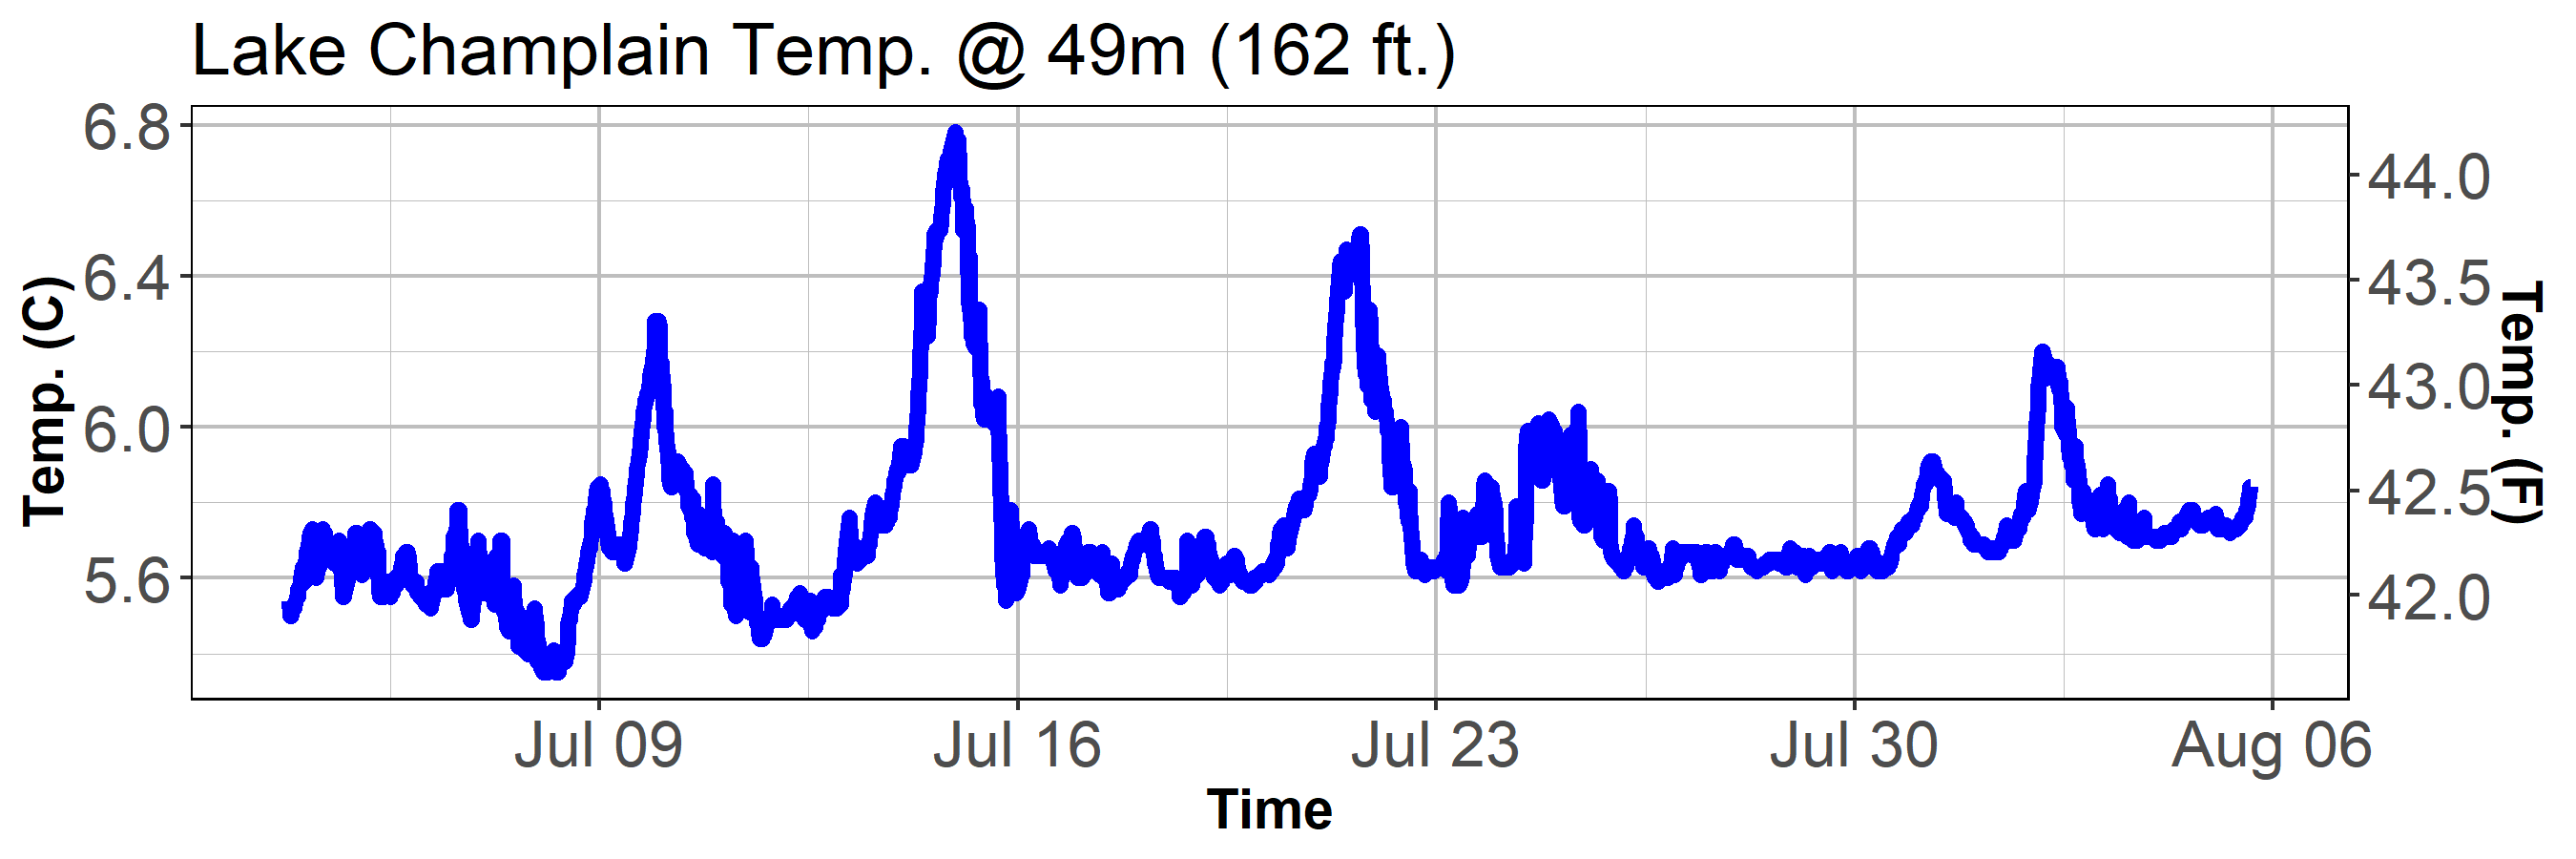 Lake Champlain Temp. @ 49m (162 ft.)
6.8
6.4
6.0
5.6
Temp. (C)
44.0
43.5
43.0
42.5
42.0
Temp. (F)
Jul 09
Jul 16
Jul 23
Jul 30
Aug 06
Time